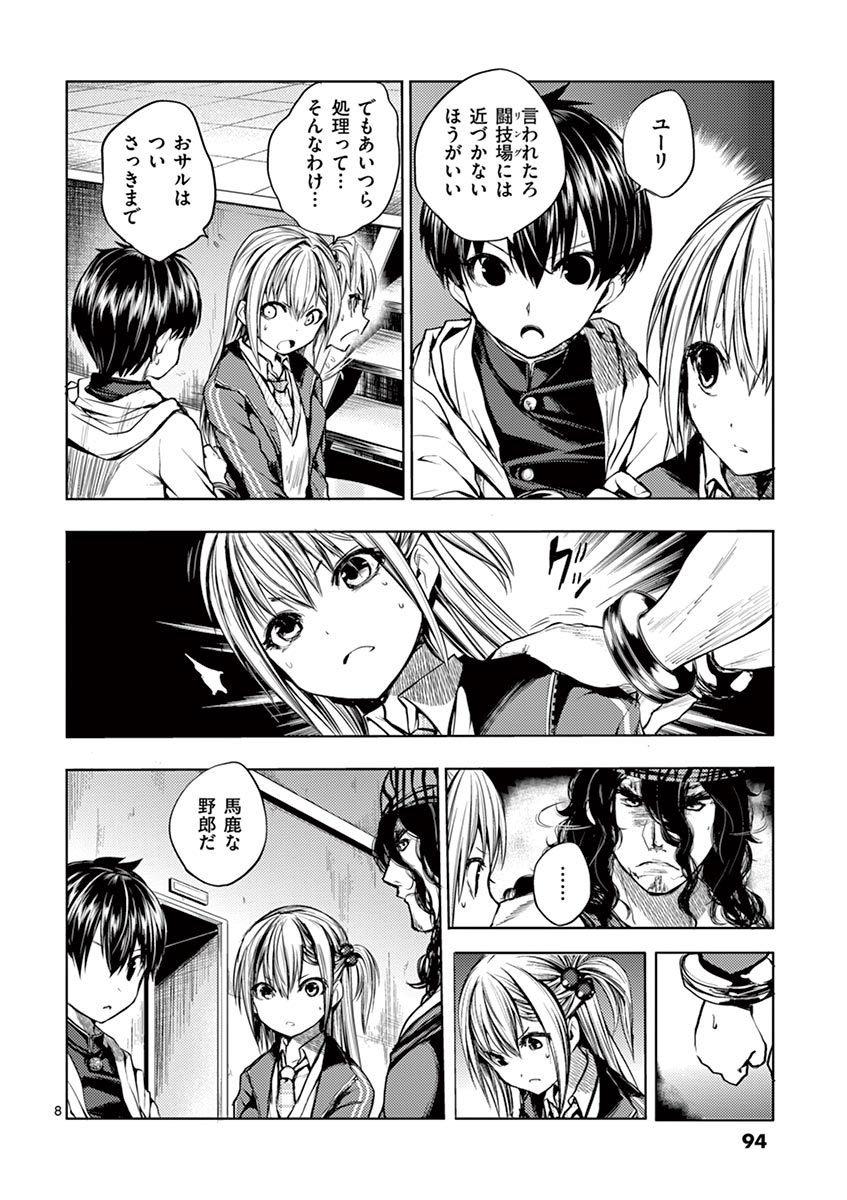 ユーリ
言われたろ
闘技場には
リング
近づかない
ほうがいい
でもあいつら
処理って…
そんなわけ…
おサルは
つい
さっきまで
グッ
……
馬鹿な
野郎だ
8
94